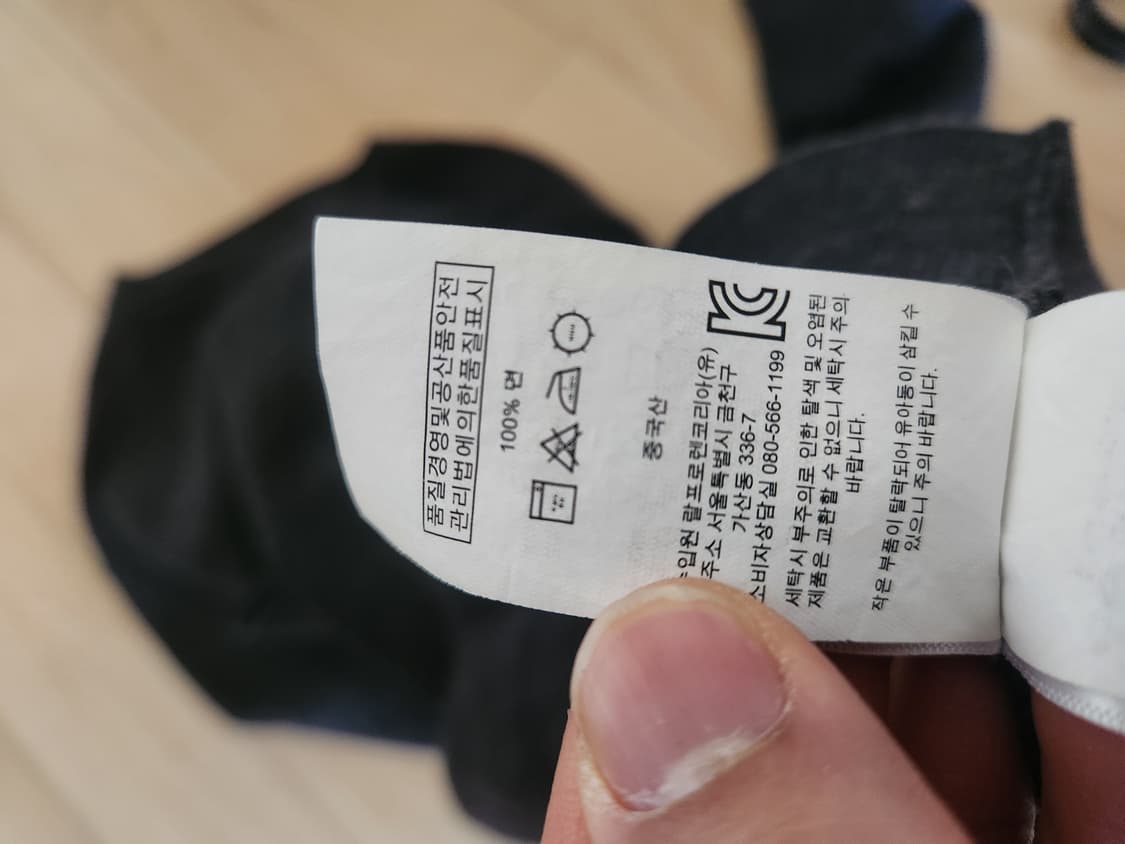 품질경영및공산품안전
관리법에의한품질표시
100% 면
중국산
랄프로렌코리아(유)
주소 서울특별시 금천구
가산동 336-7
소비자상담실 080-566-1199
세탁시 부주의로 인한 탈색 및 오염된
제품은 교환할 수 없으니 세탁시 주의
바랍니다.
작은 부품이 탈락되어 유아동이 삼킬 수
있으니 주의 바랍니다.